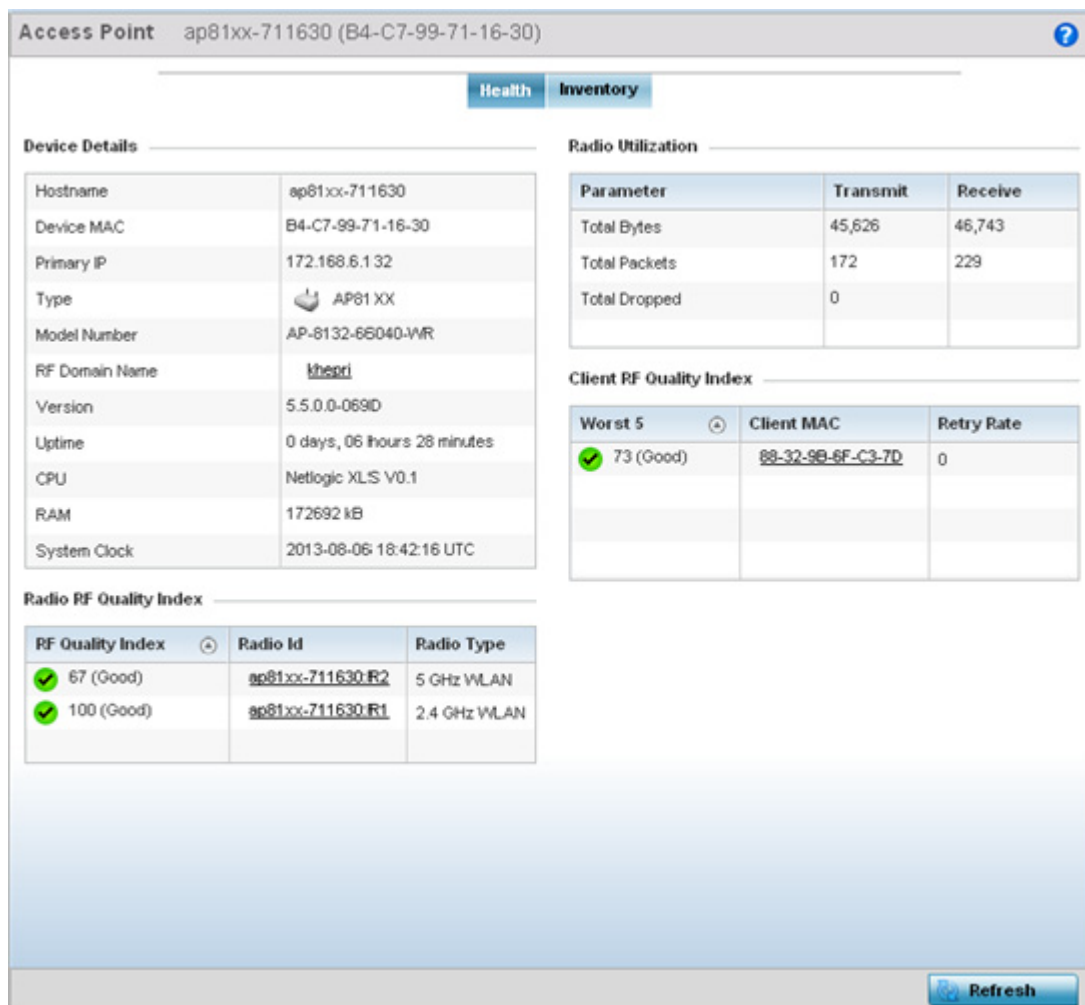 Access Point ap81xx-711630 (B4-C7-99-71-16-30)
Health Inventory
Device Details
Hostname ap81xx-711630
Device MAC B4-C7-99-71-16-30
Primary IP 172.168.6.132
Type AP81XX
Model Number AP-8132-66040-WR
RF Domain Name khepri
Version 5.5.0.0-069D
Uptime 0 days, 06 hours 28 minutes
CPU Netlogic XLS V0.1
RAM 172692 kB
System Clock 2013-08-06 18:42:16 UTC
Radio RF Quality Index
RF Quality Index Radio Id Radio Type
67 (Good) ap81xx-711630:R2 5 GHz WLAN
100 (Good) ap81xx-711630:R1 2.4 GHz WLAN
Radio Utilization
Parameter Transmit Receive
Total Bytes 45,626 46,743
Total Packets 172 229
Total Dropped 0
Client RF Quality Index
Worst 5 Client MAC Retry Rate
73 (Good) 88-32-9B-6F-C3-7D 0
Refresh